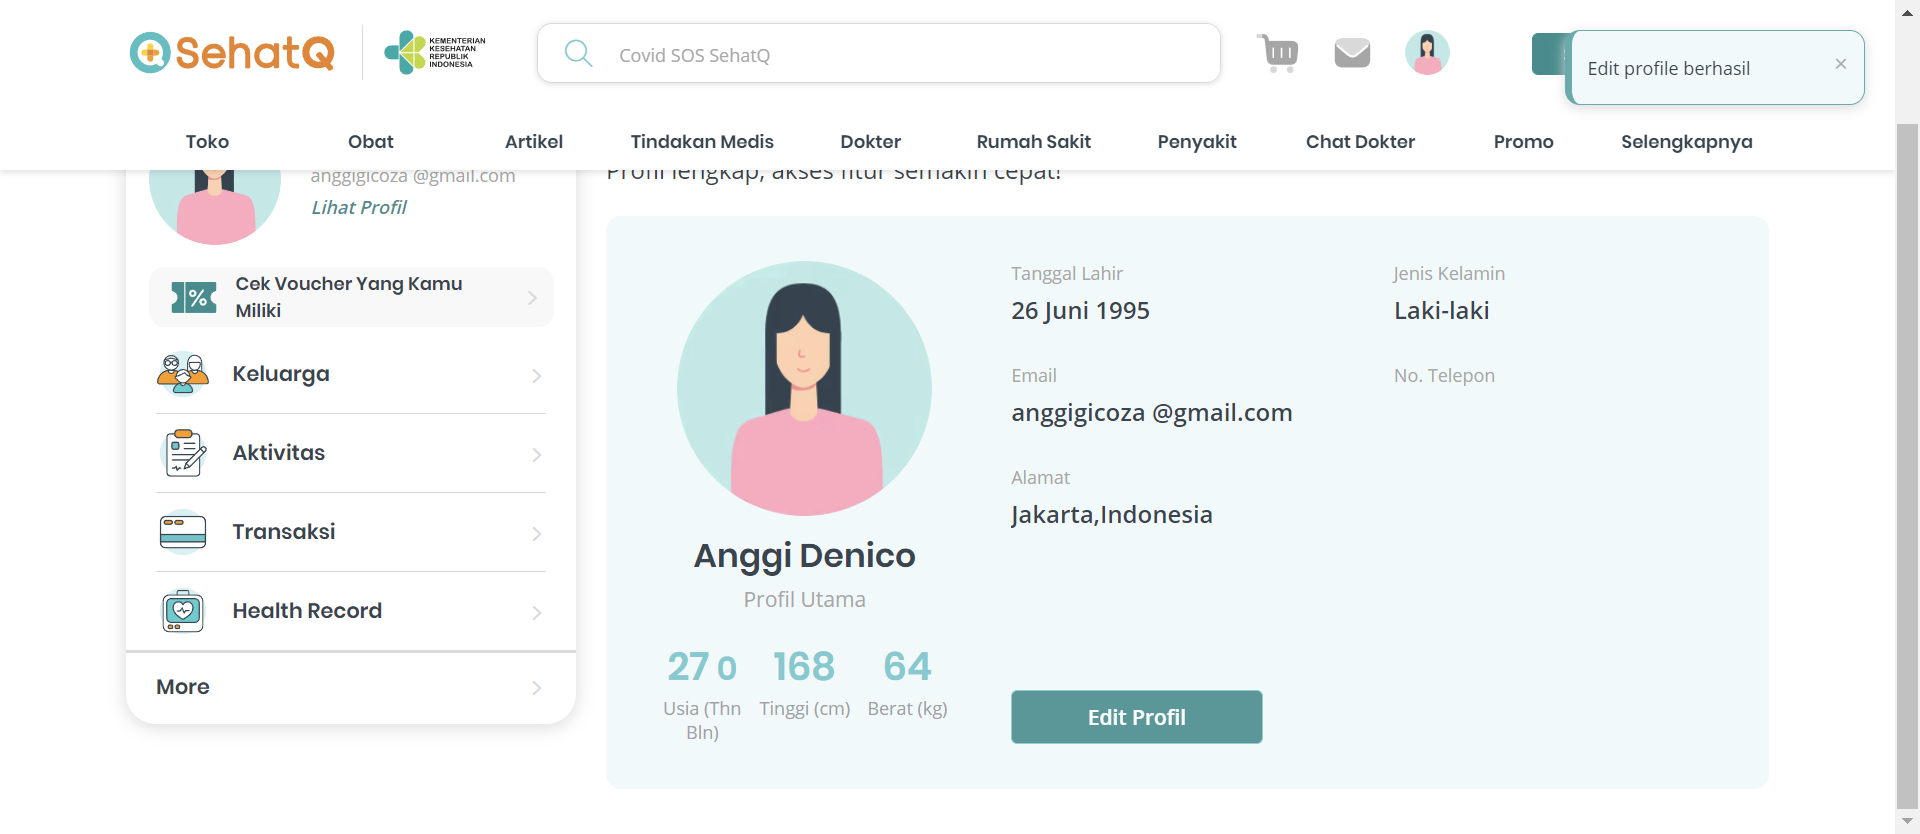 SehatQ
KEMENTERIAN
KESEHATAN
REPUBLIK
INDONESIA
Covid SOS SehatQ
Edit profile berhasil
Toko Obat Artikel Tindakan Medis Dokter Rumah Sakit Penyakit Chat Dokter Promo Selengkapnya
anggigicoza @gmail.com
Lihat Profil
Cek Voucher Yang Kamu
Miliki
Keluarga
Aktivitas
Transaksi
Health Record
More
Profil lengkap, akses fitur semakin cepat!
Anggi Denico
Profil Utama
27 0 168 64
Usia (Thn Tinggi (cm) Berat (kg)
Bln)
Tanggal Lahir Jenis Kelamin
26 Juni 1995 Laki-laki
Email No. Telepon
anggigicoza @gmail.com
Alamat
Jakarta,Indonesia
Edit Profil